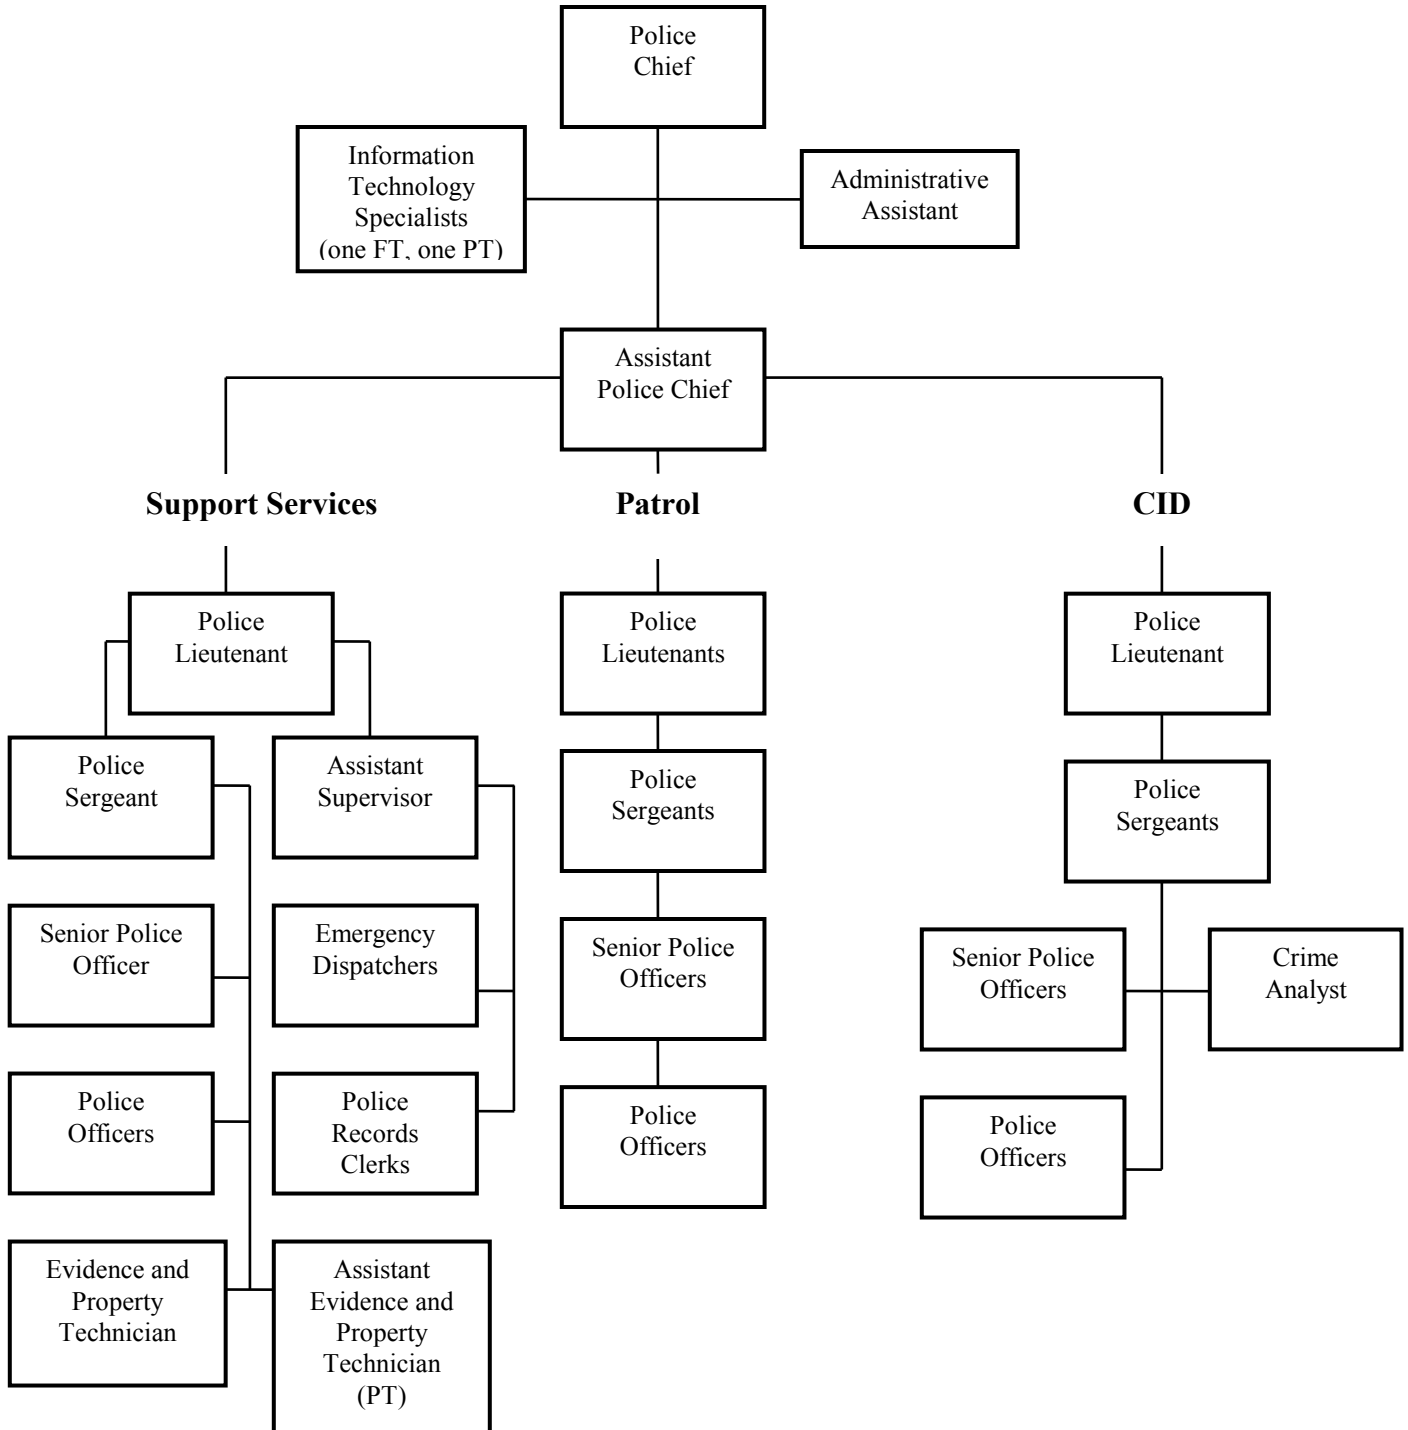 Police
Chief
Information
Technology
Specialists
(one FT, one PT)
Administrative
Assistant
Assistant
Police Chief
Support Services
Patrol
CID
Police
Lieutenant
Police
Lieutenants
Police
Lieutenant
Police
Sergeant
Assistant
Supervisor
Police
Sergeants
Police
Sergeants
Senior Police
Officer
Emergency
Dispatchers
Senior Police
Officers
Senior Police
Officers
Crime
Analyst
Police
Officers
Police
Records
Clerks
Police
Officers
Police
Officers
Evidence and
Property
Technician
Assistant
Evidence and
Property
Technician
(PT)